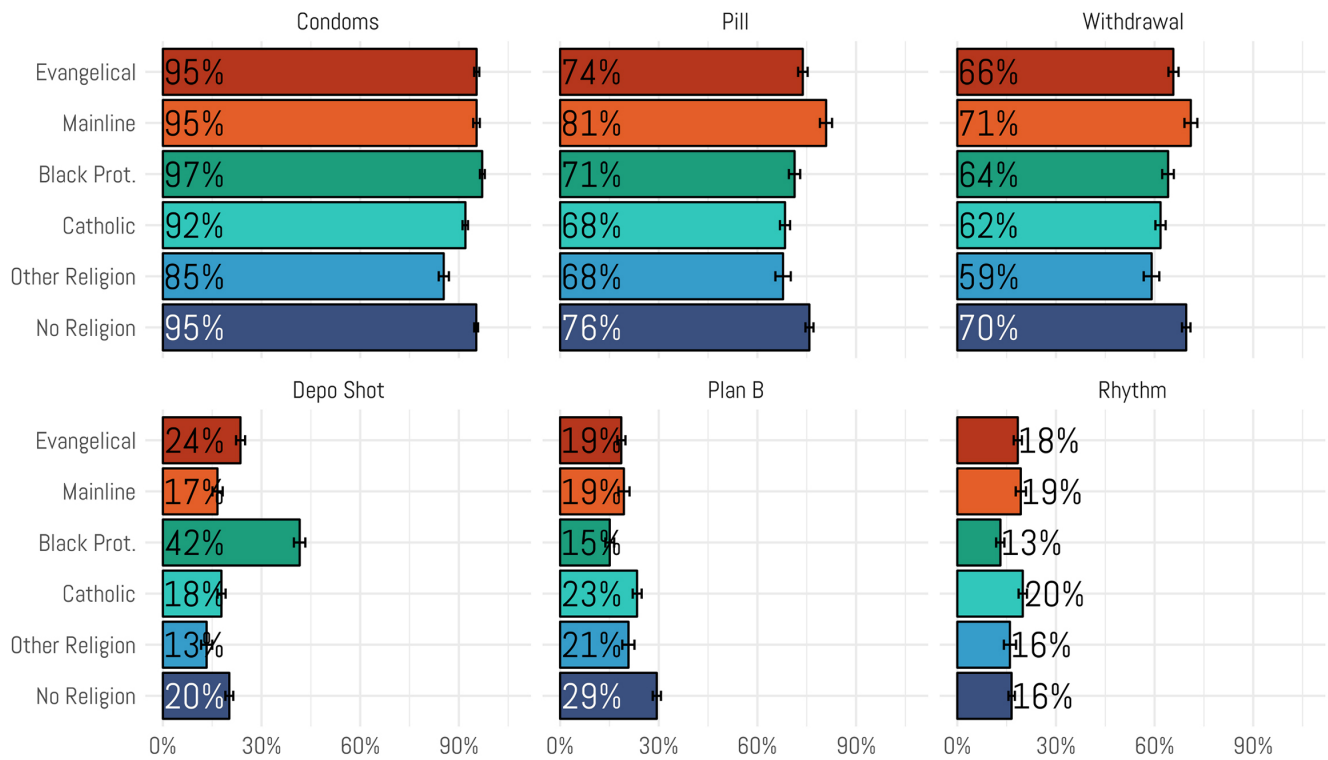 Condoms Pill Withdrawal
Evangelical 95% 74% 66%
Mainline 95% 81% 71%
Black Prot. 97% 71% 64%
Catholic 92% 68% 62%
Other Religion 85% 68% 59%
No Religion 95% 76% 70%
Depo Shot Plan B Rhythm
Evangelical 24% 19% 18%
Mainline 17% 19% 19%
Black Prot. 42% 15% 13%
Catholic 18% 23% 20%
Other Religion 13% 21% 16%
No Religion 20% 29% 16%
0% 30% 60% 90% 0% 30% 60% 90% 0% 30% 60% 90%